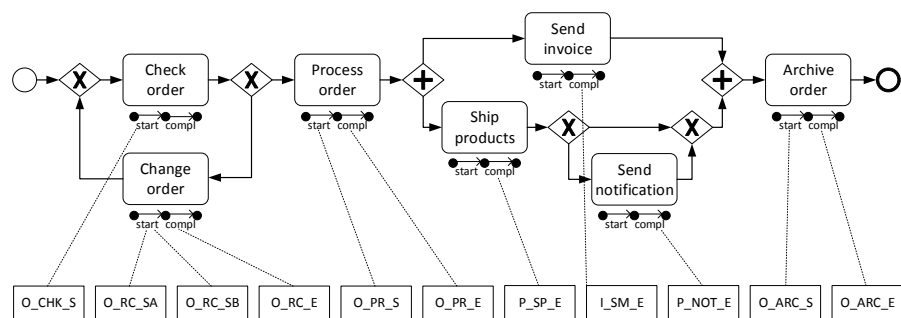 Send
invoice
Check
order
Process
order
Archive
order
start compl
start compl
start compl
start compl
Ship
products
Change
order
Send
notification
start compl
start compl
start compl
O_CHK_S
O_RC_SA
O_RC_SB
O_RC_E
O_PR_S
O_PR_E
P_SP_E
I_SM_E
P_NOT_E
O_ARC_S
O_ARC_E